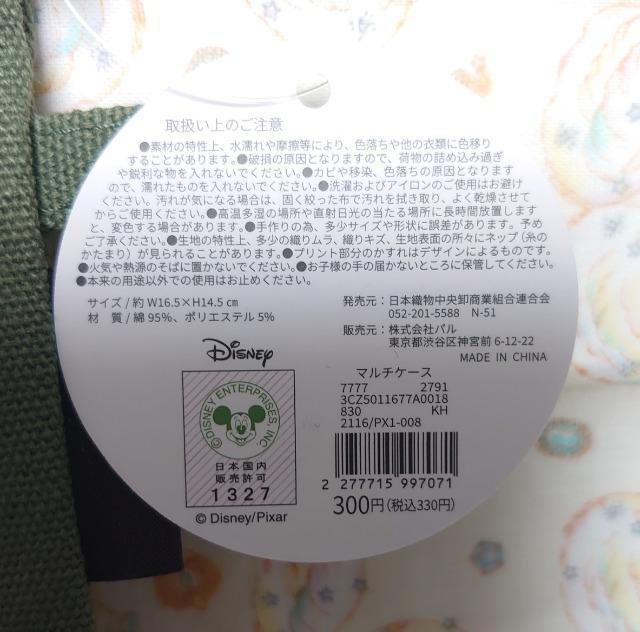 取扱い上のご注意
●素材の特性上、水濡れや摩擦等により、色落ちや他の衣類に色移り
することがあります。●破損の原因となりますので、荷物の詰め込み過ぎ
や鋭利な物を入れないでください。●カビや移染、色落ちの原因となります
ので、濡れたものを入れないでください。●洗濯およびアイロンのご使用はお避け
ください。汚れが気になる場合は、固く絞った布で汚れを拭き取り、よく乾燥させて
からご使用ください。●高温多湿の場所や直射日光の当たる場所に長時間放置しますと
、変色する場合があります。●手作りの為、多少サイズや形状に誤差があります。予め
ご了承ください。●生地の特性上、多少の織りムラ、織りキズ、生地表面の所々にネップ(糸の
かたまり)が見られることがあります。●プリント部分のかすれはデザインによるものです。
●火気や熱源のそばに置かないでください。●お子様の手の届かないところに保管してください。
●本来の用途以外での使用はお止めください。
サイズ/約 W16.5×H14.5 ㎝
材 質/綿 95%、ポリエステル 5%
発売元:日本織物中央卸商業組合連合会
052-201-5588 N-51
販売元:株式会社パル
東京都渋谷区神宮前 6-12-22
MADE IN CHINA
DISNEY
©DISNEY ENTERPRISES INC
日本国内
販売許可
1327
© Disney/Pixar
マルチケース
7777 2791
3CZ5011677A0018
830 KH
2116/PX1-008
2 277715 997071
300円(税込330円)